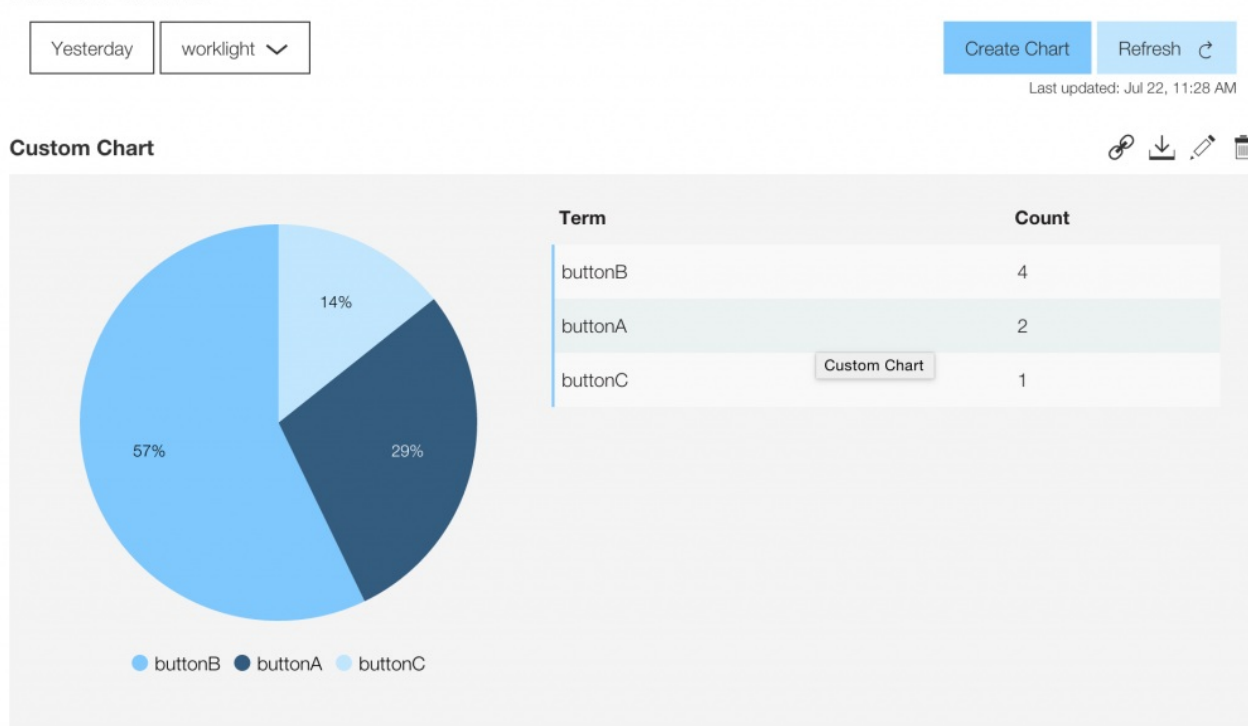 Yesterday worklight Create Chart Refresh
Last updated: Jul 22, 11:28 AM
Custom Chart
Term Count
buttonB 4
buttonA 2
Custom Chart
buttonC 1
14%
57% 29%
buttonB buttonA buttonC